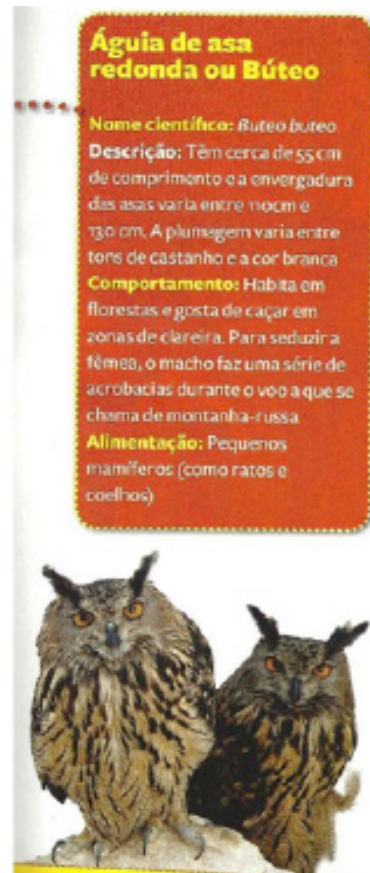 Águia de asa
redonda ou Búteo
Nome científico: Buteo buteo
Descrição: Têm cerca de 55 cm
de comprimento e a envergadura
das asas varia entre 110cm e
130 cm. A plumagem varia entre
tons de castanho e a cor branca
Comportamento: Habita em
florestas e gosta de caçar em
zonas de clareira. Para seduzir a
fêmea, o macho faz uma série de
acrobacias durante o voo a que se
chama de montanha-russa
Alimentação: Pequenos
mamíferos (como ratos e
coelhos)